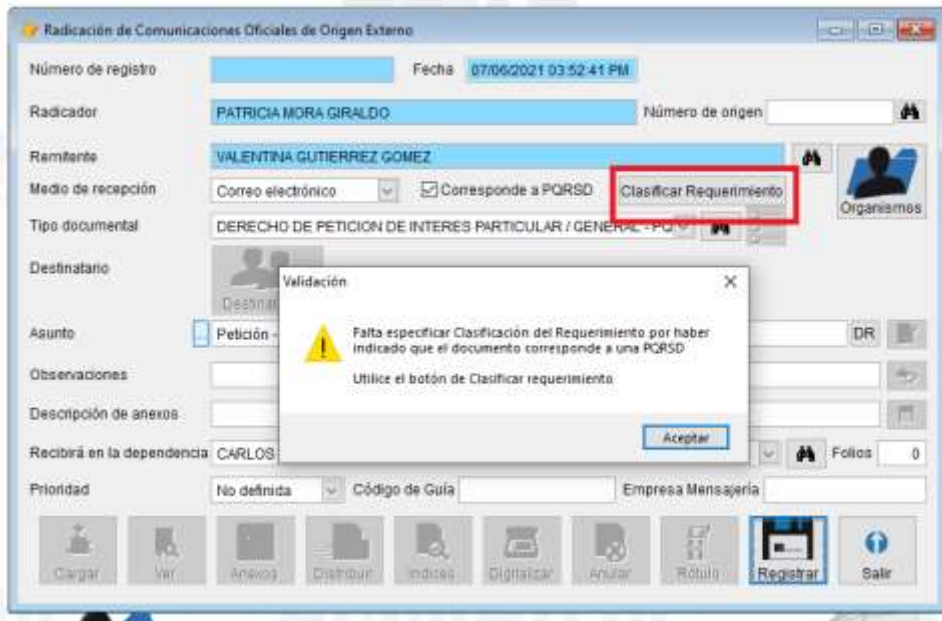 Radicación de Comunicaciones Oficiales de Origen Externo
Número de registro
Fecha 07/06/2021 03:52:41 PM
Radicador PATRICIA MORA GIRALDO Número de origen
Remitente VALENTINA GUTIERREZ GOMEZ
Medio de recepción Correo electrónico Corresponde a PQRSD Clasificar Requerimiento
Organismos
Tipo documental DERECHO DE PETICION DE INTERES PARTICULAR / GENERAL - PQ
Destinatario
Validación
Falta especificar Clasificación del Requerimiento por haber
indicado que el documento corresponde a una PQRSD
Utilice el botón de Clasificar requerimiento
Aceptar
Asunto Petición - DR
Observaciones
Descripción de anexos
Recibirá en la dependencia CARLOS Folios 0
Prioridad No definida Código de Guía Empresa Mensajería
Cargar Ver Anexos Distribuir Indices Digitalizar Anular Rótulo Registrar Salir